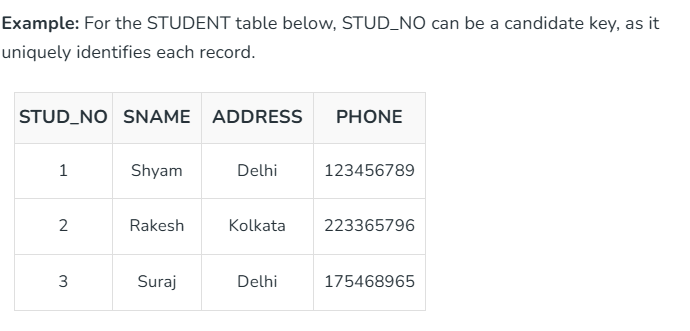 Example: For the STUDENT table below, STUD_NO can be a candidate key, as it
uniquely identifies each record.
STUD_NO SNAME ADDRESS PHONE
1 Shyam Delhi 123456789
2 Rakesh Kolkata 223365796
3 Suraj Delhi 175468965